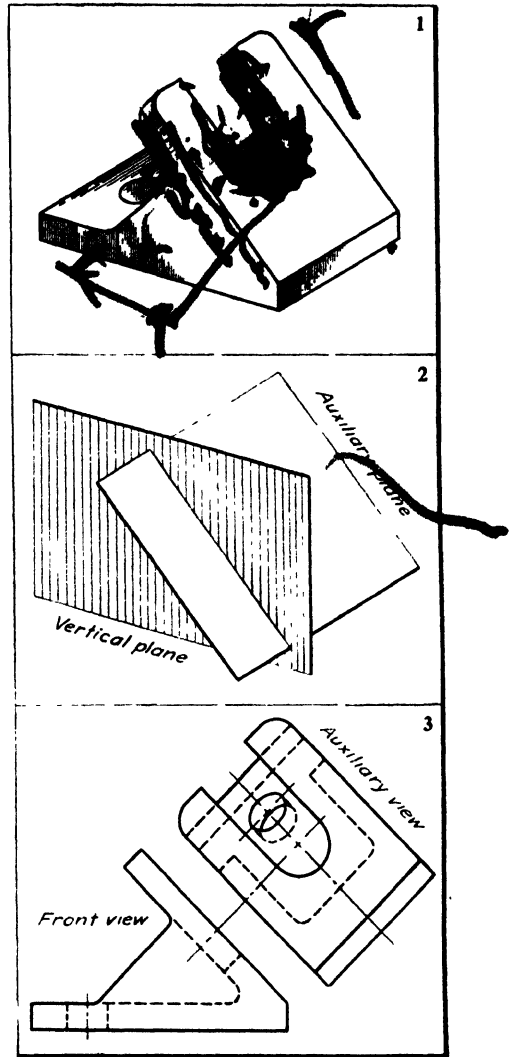 1
2
Auxiliary plane
Vertical plane
3
Auxiliary view
Front view